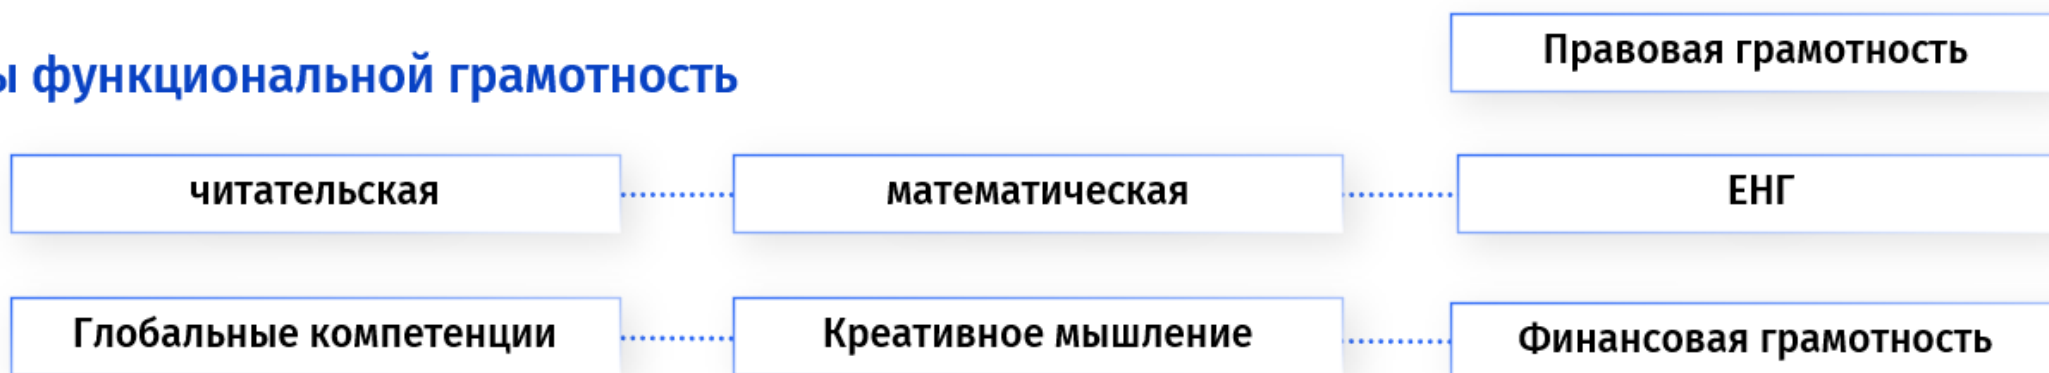 ы функциональной грамотность
Правовая грамотность
читательская
математическая
ЕНГ
Глобальные компетенции
Креативное мышление
Финансовая грамотность